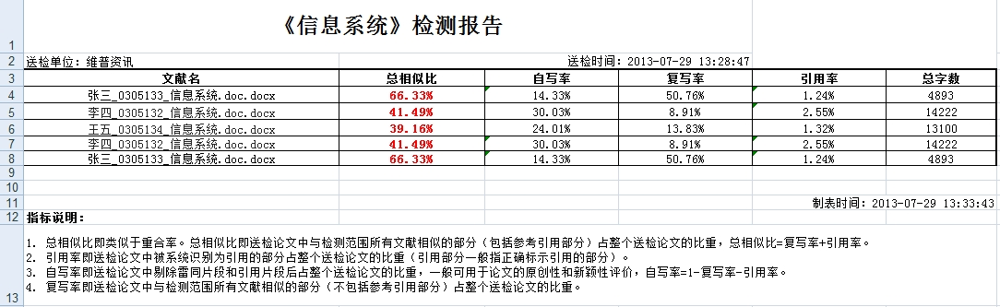 《信息系统》检测报告
1
2 送检单位：维普资讯 送检时间：2013-07-29 13:28:47
3 文献名 总相似比 自写率 复写率 引用率 总字数
4 张三_0305133_信息系统.doc.docx 66.33% 14.33% 50.76% 1.24% 4893
5 李四_0305132_信息系统.doc.docx 41.49% 30.03% 8.91% 2.55% 14222
6 王五_0305134_信息系统.doc.docx 39.16% 24.01% 13.83% 1.32% 13100
7 李四_0305132_信息系统.doc.docx 41.49% 30.03% 8.91% 2.55% 14222
8 张三_0305133_信息系统.doc.docx 66.33% 14.33% 50.76% 1.24% 4893
9
10
11 制表时间：2013-07-29 13:33:43
12 指标说明：
1. 总相似比即类似于重合率。总相似比即送检论文中与检测范围所有文献相似的部分（包括参考引用部分）占整个送检论文的比重，总相似比=复写率+引用率。
2. 引用率即送检论文中被系统识别为引用的部分占整个送检论文的比重（引用部分一般指正确标示引用的部分）。
3. 自写率即送检论文中剔除雷同片段和引用片段后占整个送检论文的比重，一般可用于论文的原创性和新颖性评价，自写率=1-复写率-引用率。
4. 复写率即送检论文中与检测范围所有文献相似的部分（不包括参考引用部分）占整个送检论文的比重。
13